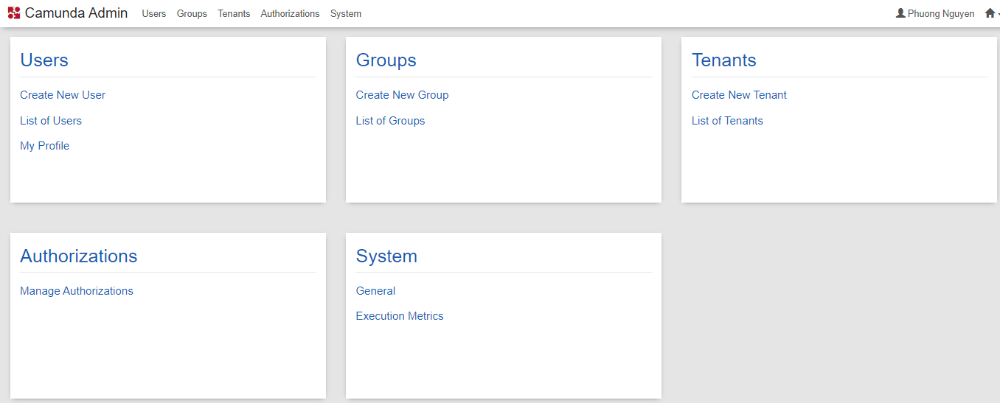 Camunda Admin Users Groups Tenants Authorizations System Phuong Nguyen
Users
Create New User
List of Users
My Profile
Groups
Create New Group
List of Groups
Tenants
Create New Tenant
List of Tenants
Authorizations
Manage Authorizations
System
General
Execution Metrics